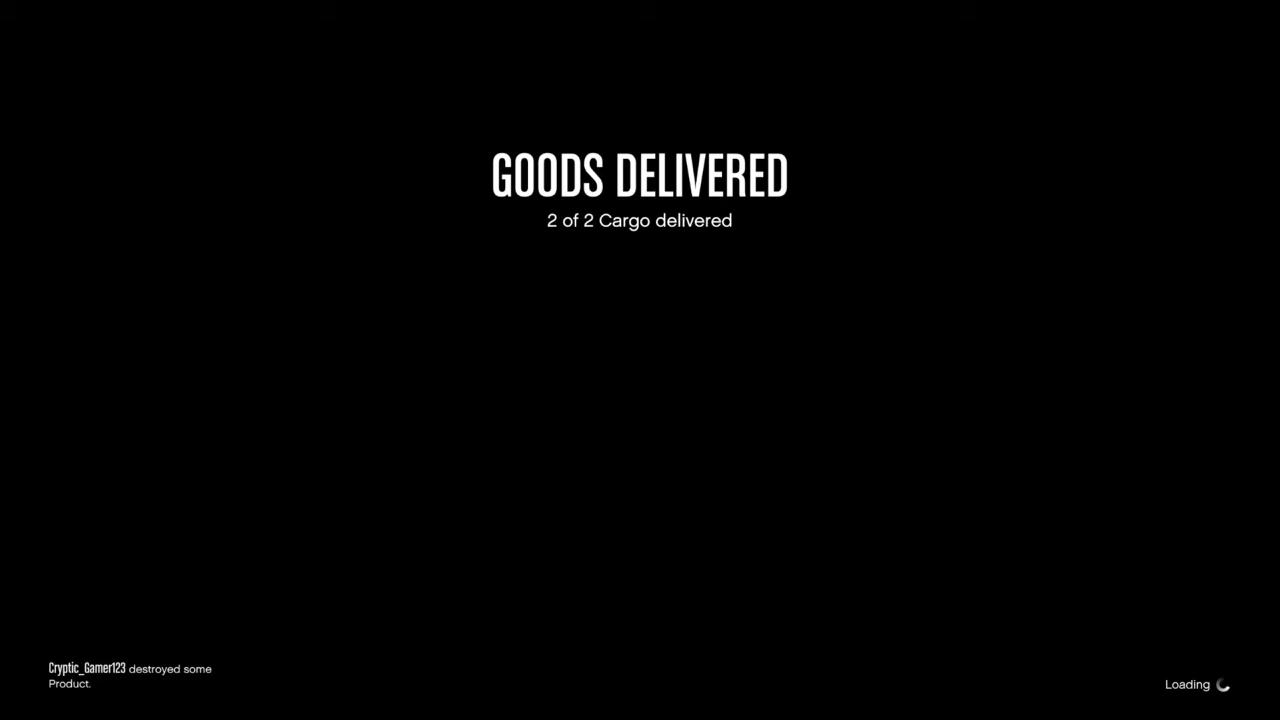 GOODS DELIVERED
2 of 2 Cargo delivered
Cryptic_Gamer123 destroyed some
Product.
Loading